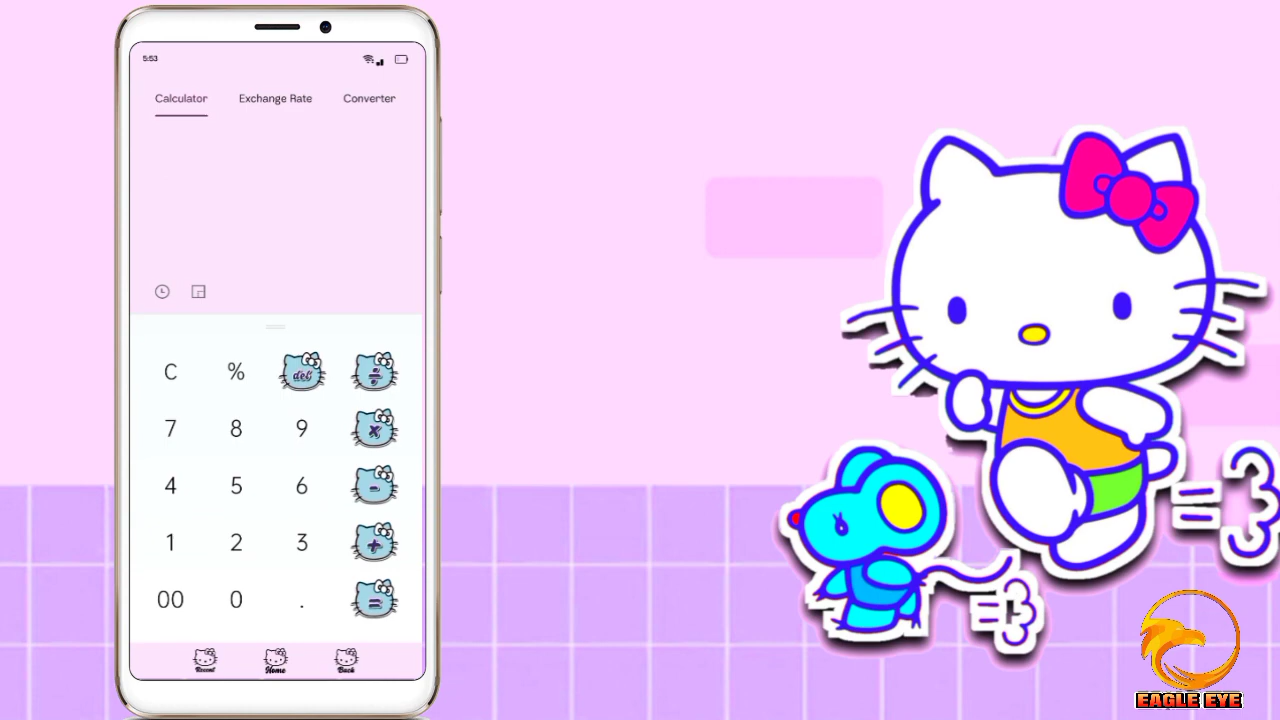 5:53
Calculator Exchange Rate Converter
C % del ÷
7 8 9 x
4 5 6 -
1 2 3 +
00 0 . =
Recent Home Back
EAGLE EYE